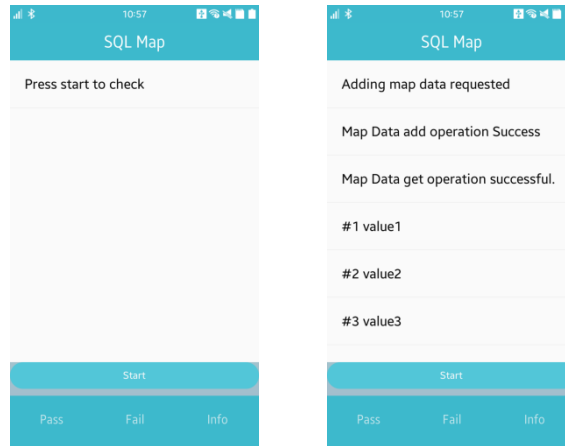 10:57
SQL Map
Press start to check
Start
Pass Fail Info
10:57
SQL Map
Adding map data requested
Map Data add operation Success
Map Data get operation successful.
#1 value1
#2 value2
#3 value3
Start
Pass Fail Info